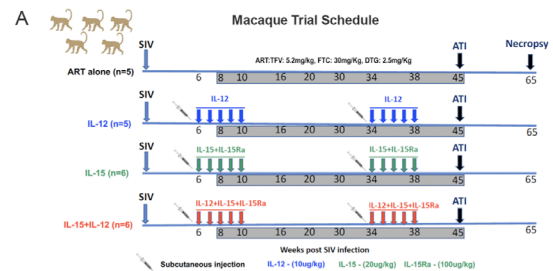 A
Macaque Trial Schedule
SIV
ATI
Necropsy
ART:TFV: 5.2mg/kg, FTC: 30mg/Kg, DTG: 2.5mg/Kg
ART alone (n=5)
6 8 10 16 20 30 34 38 45 65
SIV
IL-12
IL-12
ATI
IL-12 (n=5)
6 8 10 16 20 30 34 38 45 65
SIV
IL-15+IL-15Ra
IL-15+IL-15Ra
ATI
IL-15 (n=6)
6 8 10 16 20 30 34 38 45 65
SIV
IL-12+IL-15+IL-15Ra
IL-12+IL-15+IL-15Ra
ATI
IL-15+IL-12 (n=6)
6 8 10 16 20 30 34 38 45 65
Weeks post SIV infection
Subcutaneous injection IL-12 - (10ug/kg) IL-15 - (20ug/kg) IL-15Ra - (100ug/kg)